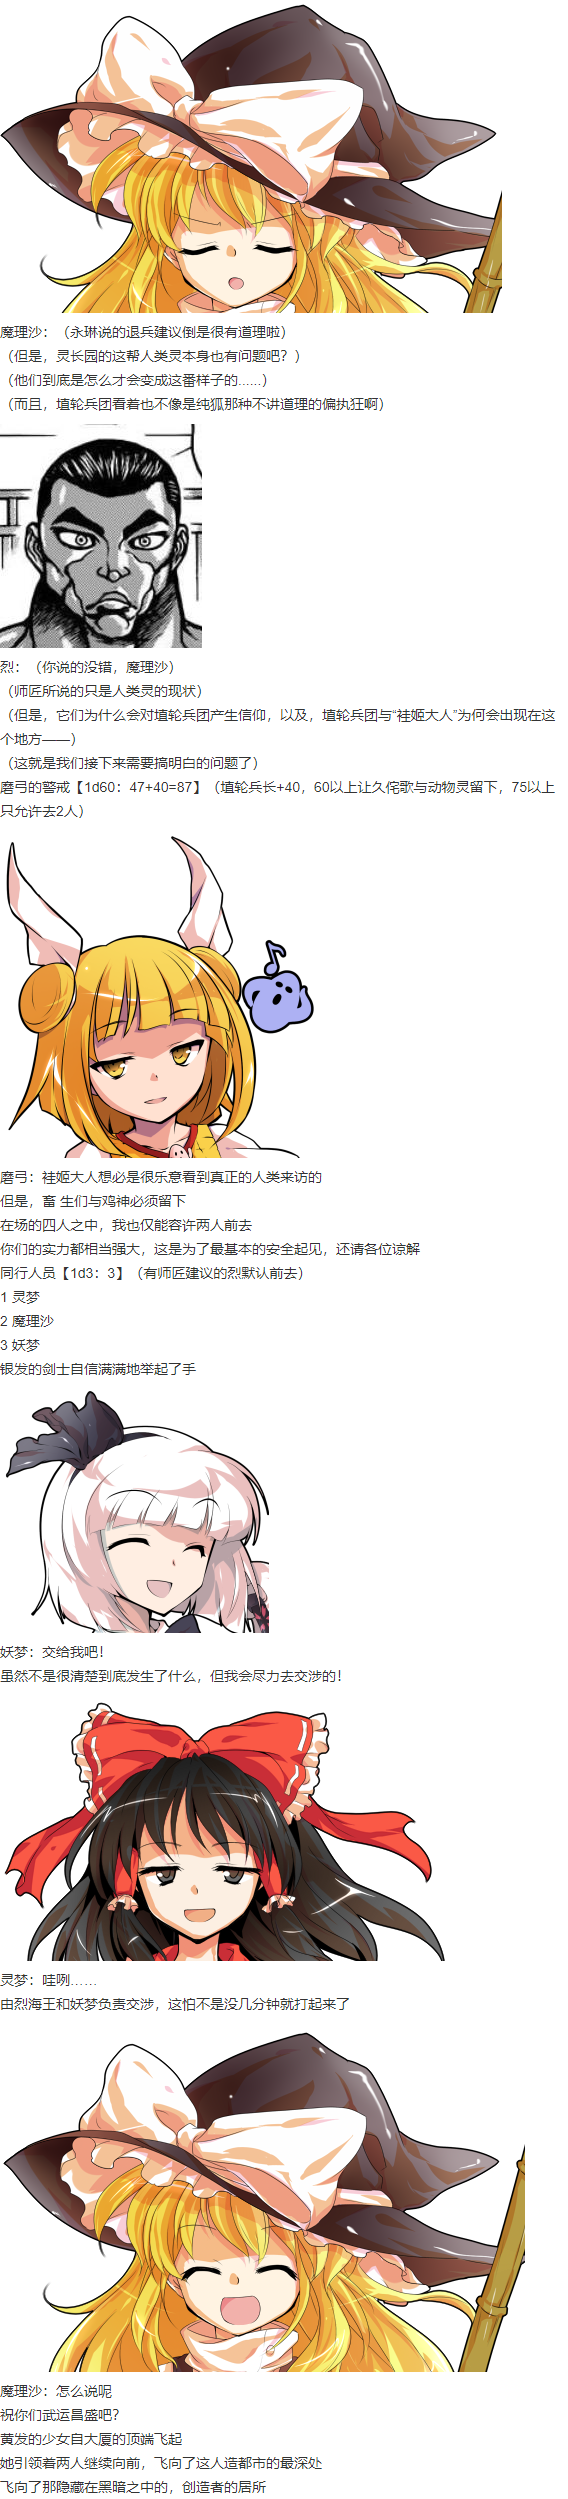 魔理沙：（永琳说的退兵建议倒是很有道理啦）
（但是，灵长园的这帮人类灵本身也有问题吧？）
（他们到底是怎么才会变成这番样子的......）
（而且，埴轮兵团看着也不像是纯狐那种不讲道理的偏执狂啊）
烈：（你说的没错，魔理沙）
（师匠所说的只是人类灵的现状）
（但是，它们为什么会对埴轮兵团产生信仰，以及，埴轮兵团与“袿姬大人”为何会出现在这
个地方——）
（这就是我们接下来需要搞明白的问题了）
磨弓的警戒【1d60：47+40=87】（埴轮兵长+40，60以上让久侘歌与动物灵留下，75以上
只允许去2人）
磨弓：袿姬大人想必是很乐意看到真正的人类来访的
但是，畜 生们与鸡神必须留下
在场的四人之中，我也仅能容许两人前去
你们的实力都相当强大，这是为了最基本的安全起见，还请各位谅解
同行人员【1d3：3】（有师匠建议的烈默认前去）
1 灵梦
2 魔理沙
3 妖梦
银发的剑士自信满满地举起了手
妖梦：交给我吧！
虽然不是很清楚到底发生了什么，但我会尽力去交涉的！
灵梦：哇咧......
由烈海王和妖梦负责交涉，这怕不是没几分钟就打起来了
魔理沙：怎么说呢
祝你们武运昌盛吧？
黄发的少女自大厦的顶端飞起
她引领着两人继续向前，飞向了这人造都市的最深处
飞向了那隐藏在黑暗之中的，创造者的居所